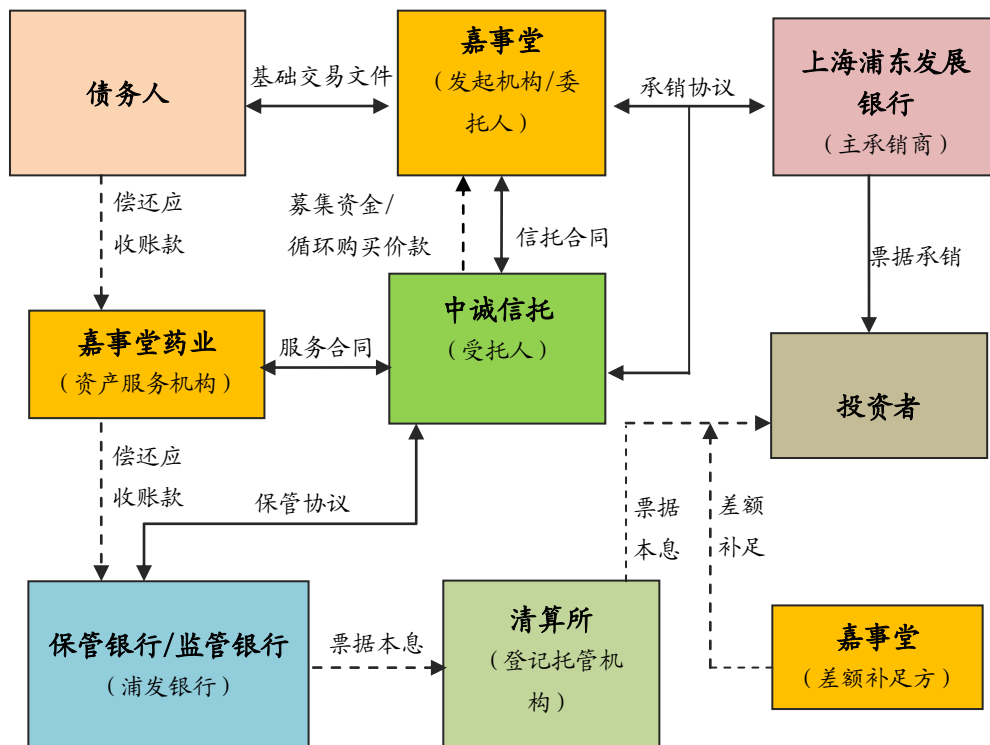 债务人
基础交易文件
嘉事堂
（发起机构/委
托人）
承销协议
上海浦东发展
银行
（主承销商）
偿还应
收账款
募集资金/
循环购买价款
信托合同
票据承销
嘉事堂药业
（资产服务机构）
服务合同
中诚信托
（受托人）
投资者
偿还应
收账款
保管协议
票据
本息
差额
补足
保管银行/监管银行
（浦发银行）
票据本息
清算所
（登记托管机
构）
嘉事堂
（差额补足方）